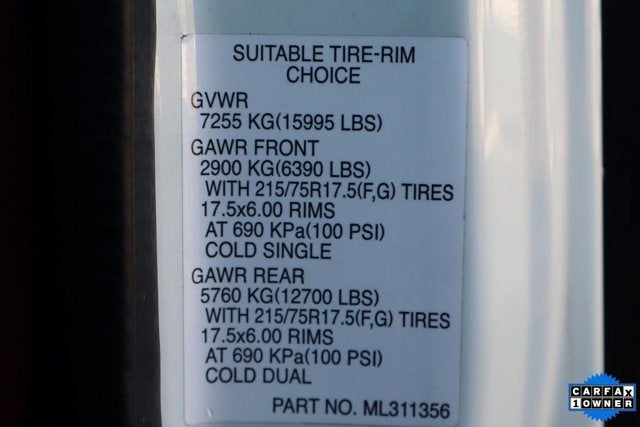 SUITABLE TIRE-RIM
CHOICE
GVWR
7255 KG(15995 LBS)
GAWR FRONT
2900 KG(6390 LBS)
WITH 215/75R17.5(F,G) TIRES
17.5x6.00 RIMS
AT 690 KPa(100 PSI)
COLD SINGLE
GAWR REAR
5760 KG(12700 LBS)
WITH 215/75R17.5(F,G) TIRES
17.5x6.00 RIMS
AT 690 KPa(100 PSI)
COLD DUAL
PART NO. ML311356
CARFAX
1 OWNER